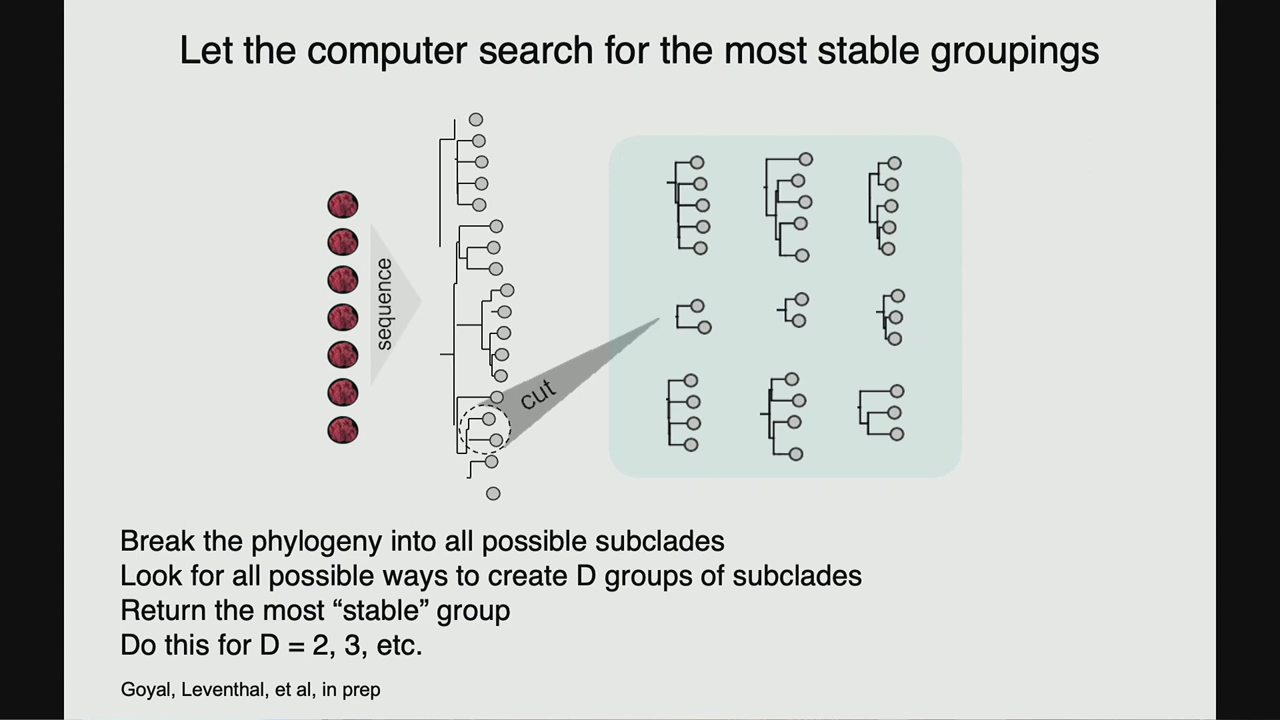 Let the computer search for the most stable groupings
sequence
cut
Break the phylogeny into all possible subclades
Look for all possible ways to create D groups of subclades
Return the most “stable” group
Do this for D = 2, 3, etc.
Goyal, Leventhal, et al, in prep